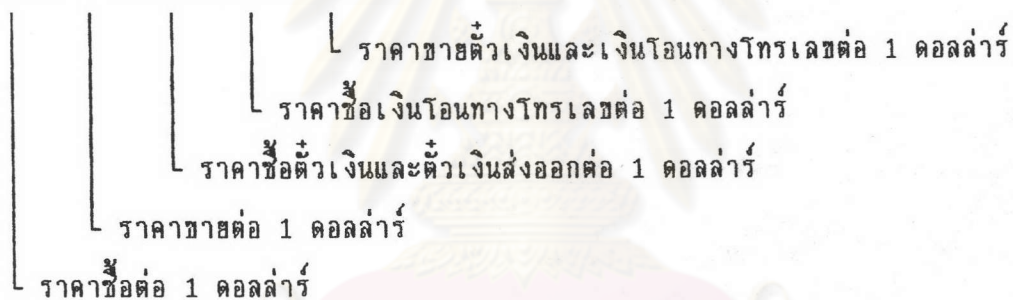 ราคาขายตั๋วเงินและเงินโอนทางโทรเลขต่อ 1 ดอลล่าร์
ราคาซื้อเงินโอนทางโทรเลขต่อ 1 ดอลล่าร์
ราคาซื้อตั๋วเงินและตั๋วเงินส่งออกต่อ 1 ดอลล่าร์
ราคาขายต่อ 1 ดอลล่าร์
ราคาซื้อต่อ 1 ดอลล่าร์